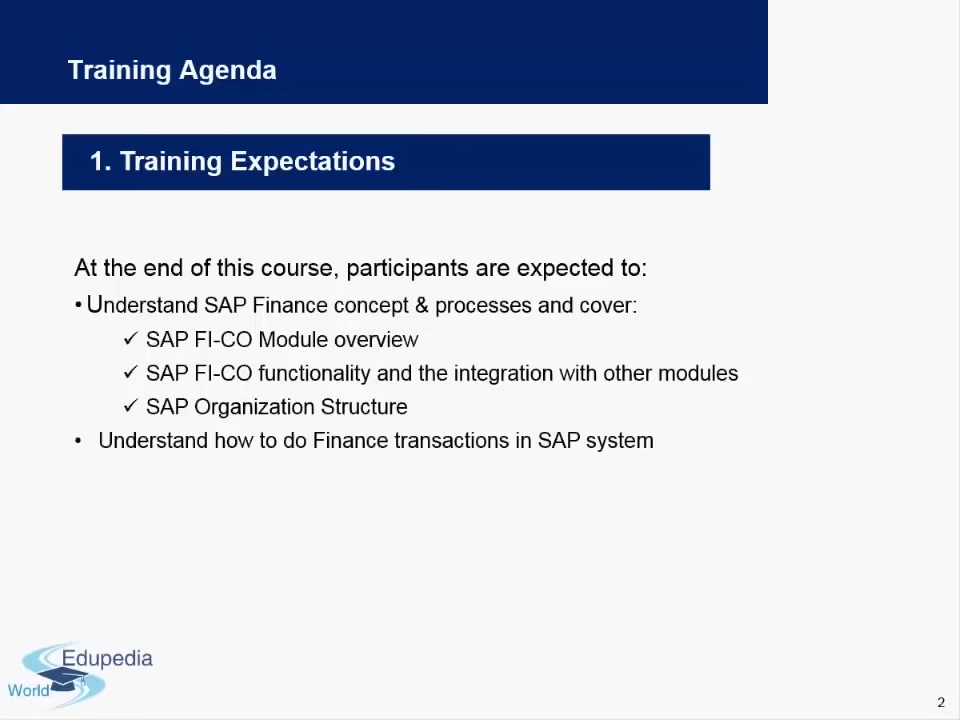 Training Agenda
1. Training Expectations
At the end of this course, participants are expected to:
• Understand SAP Finance concept & processes and cover:
✓ SAP FI-CO Module overview
✓ SAP FI-CO functionality and the integration with other modules
✓ SAP Organization Structure
• Understand how to do Finance transactions in SAP system
Edupedia
World
2